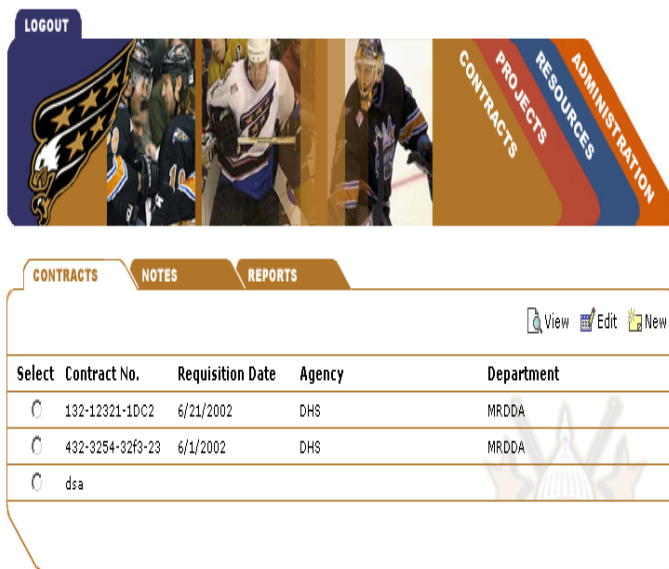 LOGOUT
CONTRACTS
PROJECTS
RESOURCES
ADMINISTRATION
CONTRACTS NOTES REPORTS
View Edit New
Select Contract No. Requisition Date Agency Department
132-12321-1DC2 6/21/2002 DHS MRDDA
432-3254-32f3-23 6/1/2002 DHS MRDDA
dsa